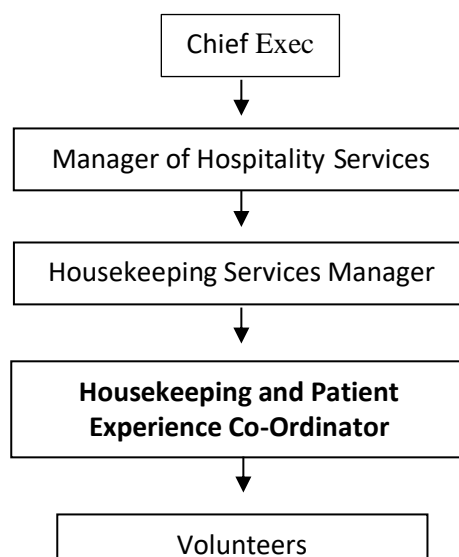 Chief Exec
Manager of Hospitality Services
Housekeeping Services Manager
Housekeeping and Patient
Experience Co-Ordinator
Volunteers